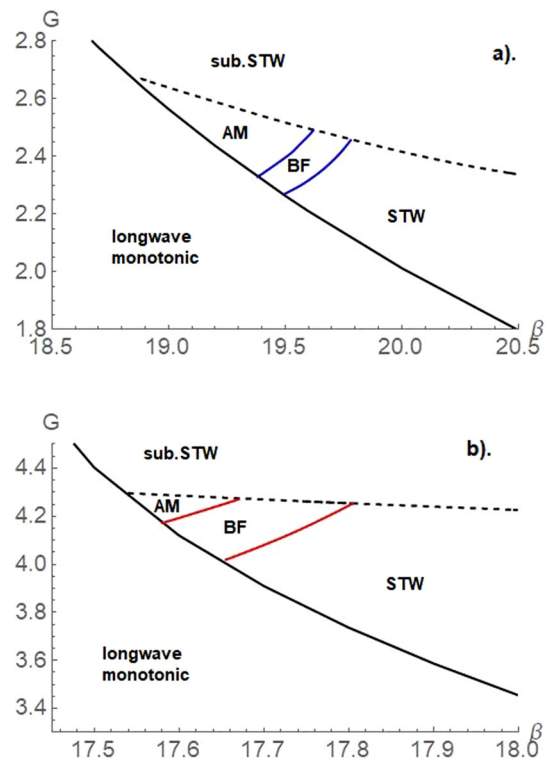 G
2.8
a).
sub.STW
2.6
AM
2.4
BF
2.2
STW
longwave
monotonic
2.0
1.8
β
18.5 19.0 19.5 20.0 20.5
G
b).
sub.STW
4.4
AM
4.2
BF
4.0
STW
3.8
longwave
monotonic
3.6
3.4
β
17.5 17.6 17.7 17.8 17.9 18.0